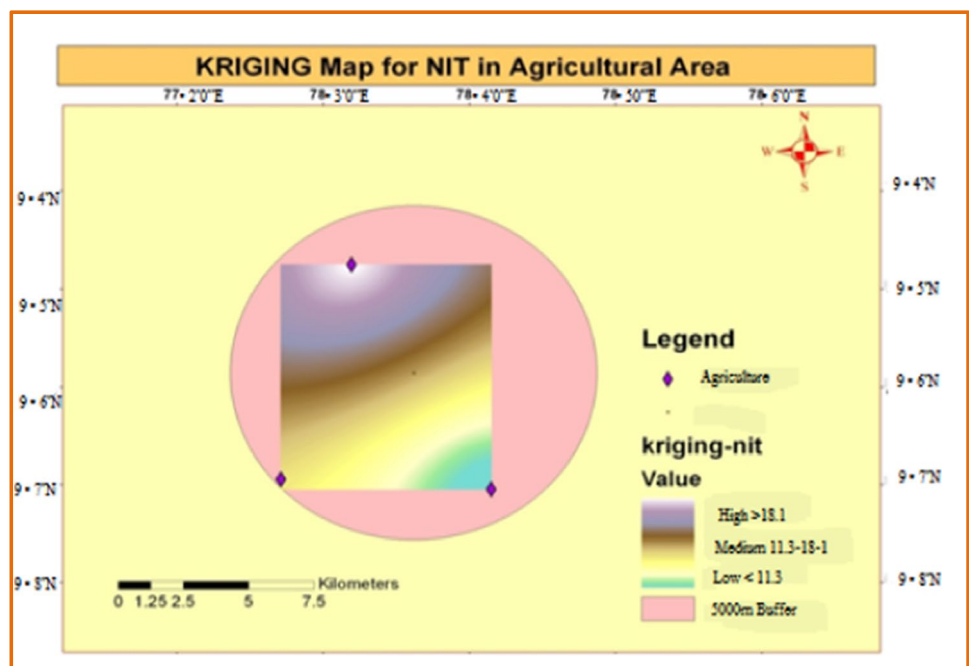 KRIGING Map for NIT in Agricultural Area
77• 2'0"E 78• 3'0"E 78• 4'0"E 78• 50"E 78• 6'0"E
N
W E
S
9• 4'N 9• 4'N
9• 5'N 9• 5'N
9• 6'N 9• 6'N
9• 7'N 9• 7'N
9• 8'N 9• 8'N
Legend
Agriculture
kriging-nit
Value
High >18.1
Medium 11.3-18-1
Low < 11.3
5000m Buffer
Kilometers
0 1.25 2.5 5 7.5